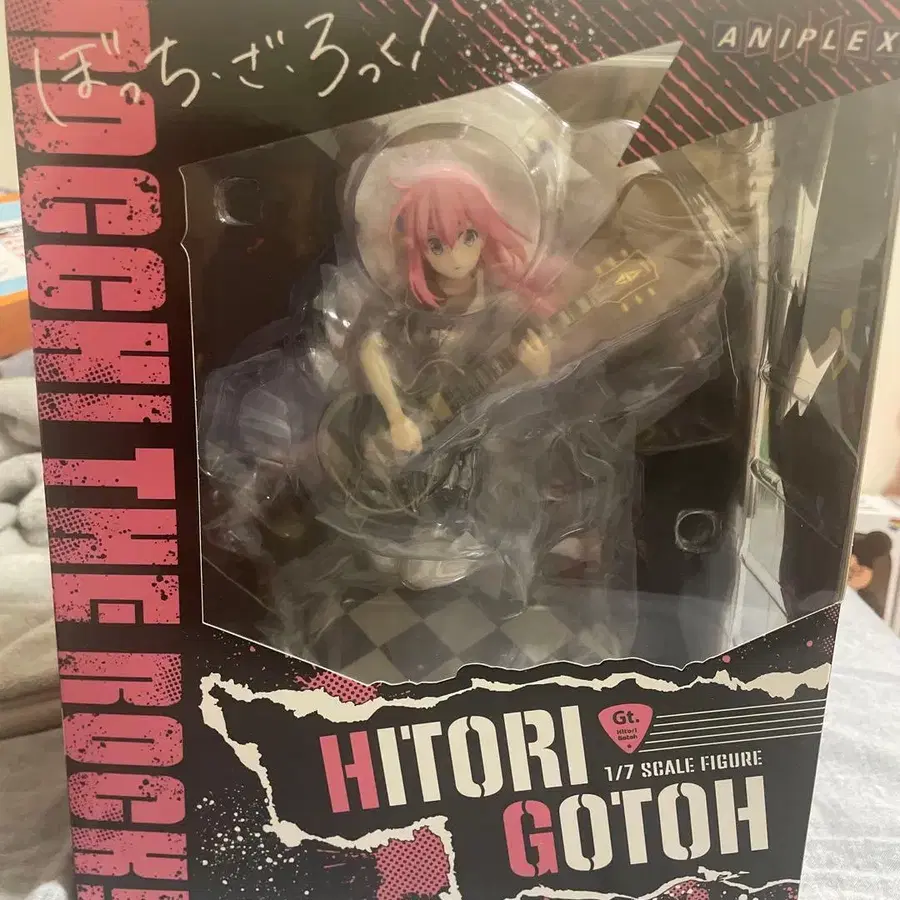 ぼっち・ざ・ろっく!
ANIPLEX
BOCCHI THE ROCK!
HITORI
Gt.
Hitori
Gotoh
1/7 SCALE FIGURE
GOTOH